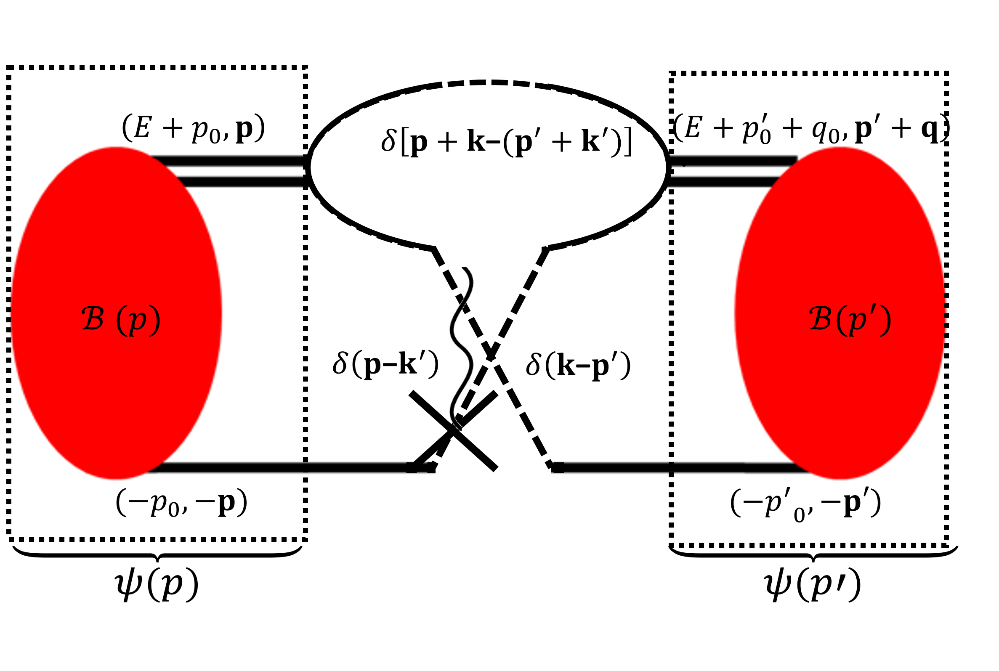 (E + p₀, 𝐩)
δ[𝐩 + 𝐤−(𝐩′ + 𝐤′)]
(E + p′₀ + q₀, 𝐩′ + 𝐪)
ℬ (p)
ℬ(p′)
δ(𝐩−𝐤′)
δ(𝐤−𝐩′)
(−p₀, −𝐩)
(−p′₀, −𝐩′)
ψ(p)
ψ(p′)